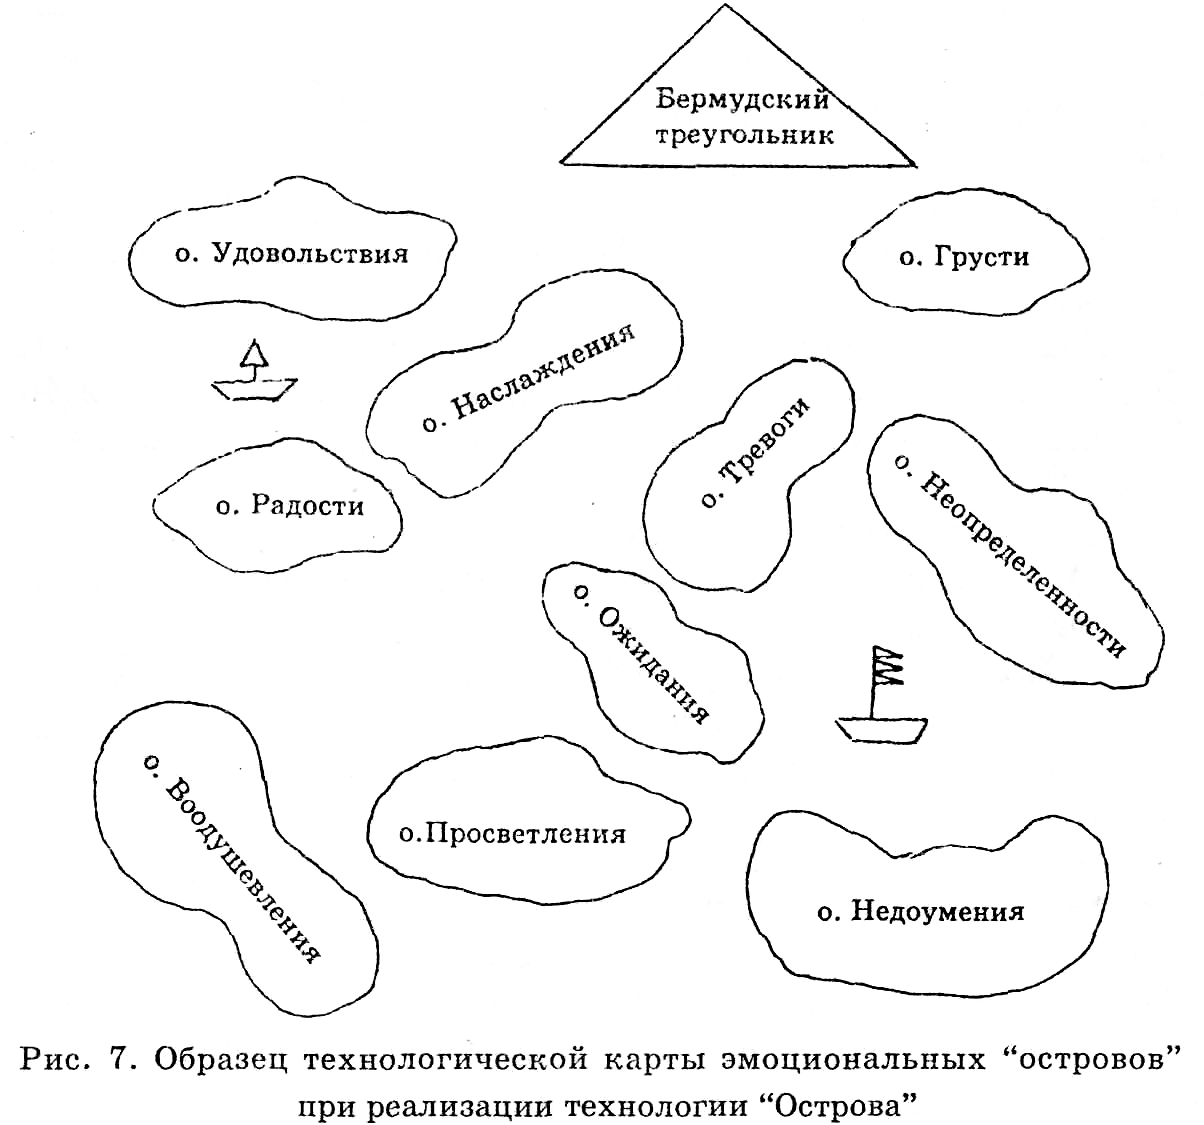 Бермудский
треугольник
о. Удовольствия
о. Грусти
о. Наслаждения
о. Тревоги
о. Неопределенности
о. Радости
о. Ожидания
о. Воодушевления
о.Просветления
о. Недоумения
Рис. 7. Образец технологической карты эмоциональных “островов”
при реализации технологии “Острова”